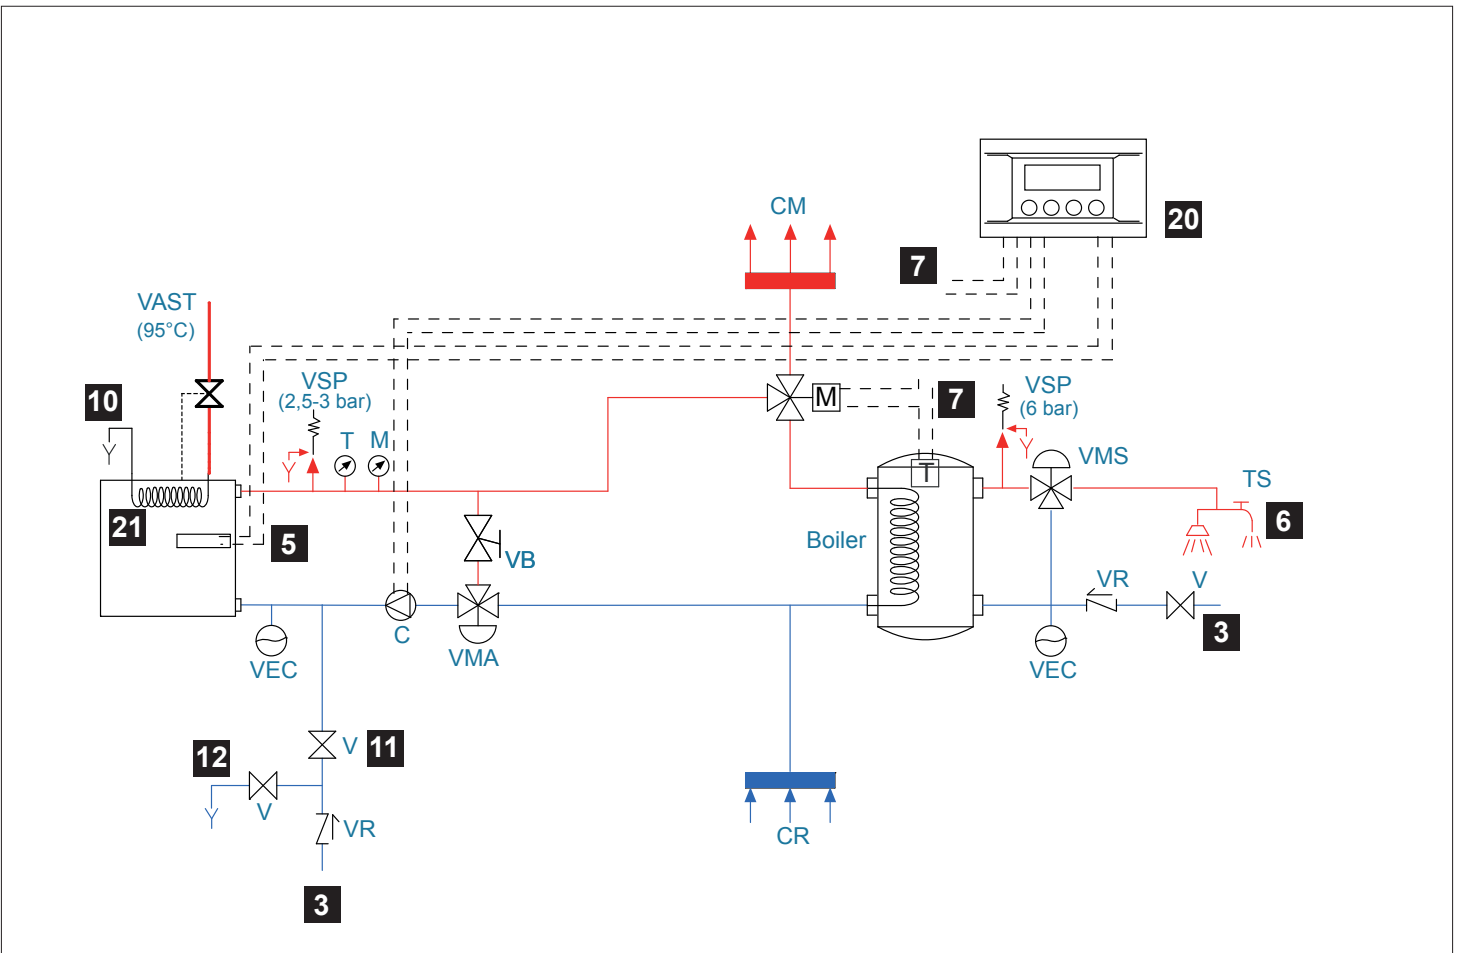 CM
20
7
VAST
(95°C)
VSP
(2,5-3 bar)
10
T
M
M
7
VSP
(6 bar)
VMS
T
TS
6
21
5
VB
Boiler
VR
V
3
C
VMA
VEC
VEC
V
11
12
V
VR
CR
3